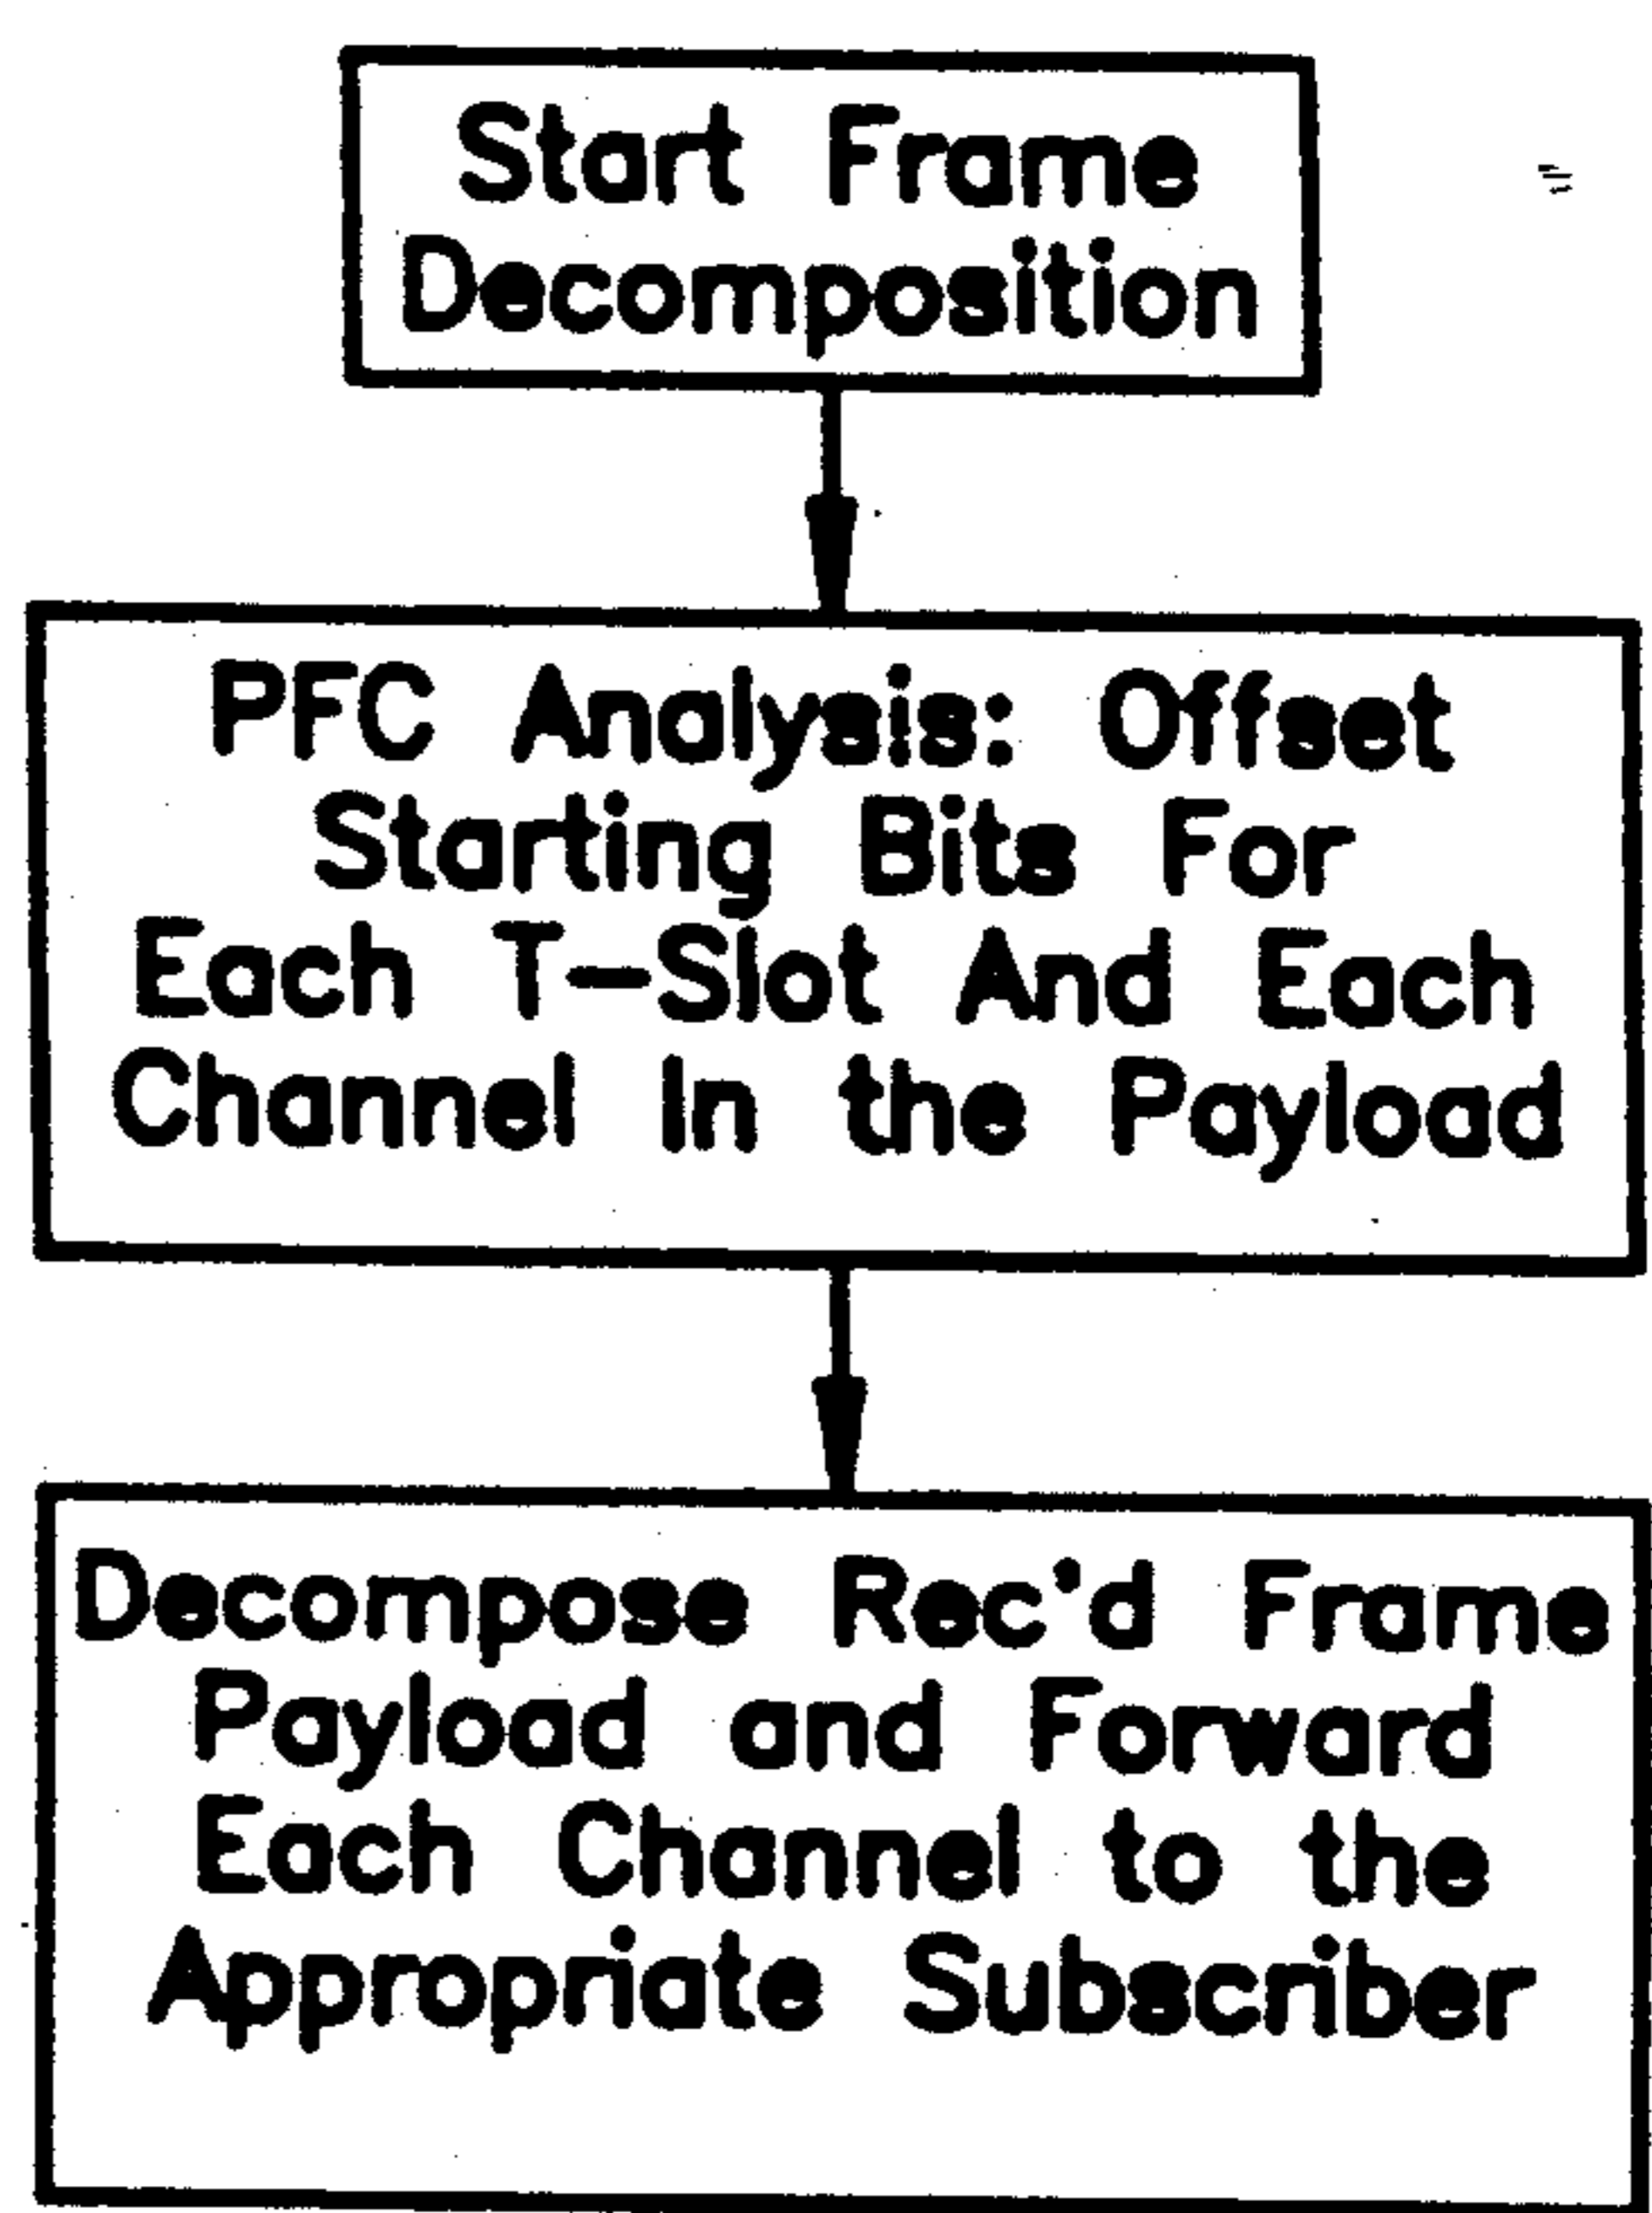 Start Frame
Decomposition
PFC Analysis: Offset
Starting Bits For
Each T-Slot And Each
Channel In the Payload
Decompose Rec'd Frame
Payload and Forward
Each Channel to the
Appropriate Subscriber